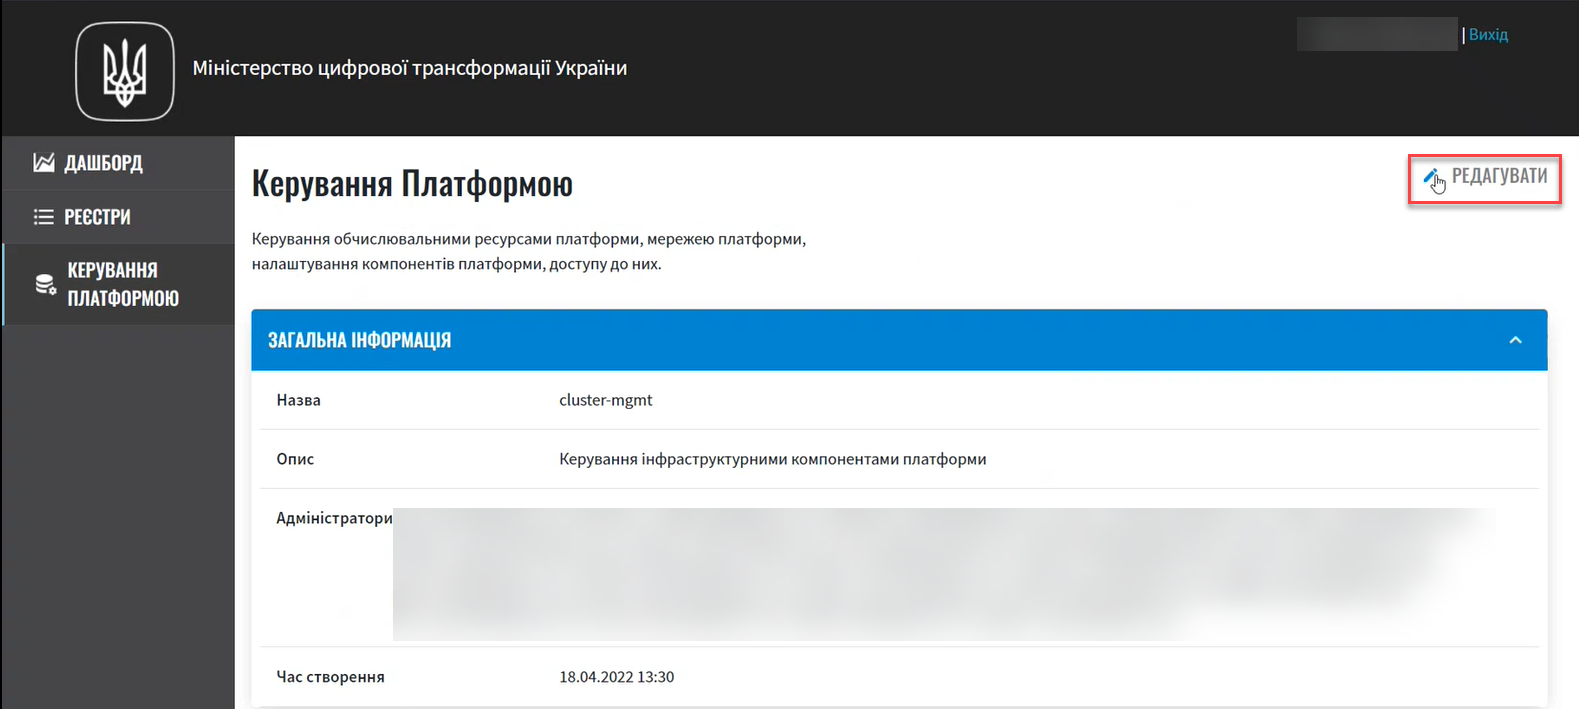 Міністерство цифрової трансформації України
| Вихід
ДАШБОРД
РЕЄСТРИ
КЕРУВАННЯ
ПЛАТФОРМОЮ
Керування Платформою
РЕДАГУВАТИ
Керування обчислювальними ресурсами платформи, мережею платформи,
налаштування компонентів платформи, доступу до них.
ЗАГАЛЬНА ІНФОРМАЦІЯ
Назва cluster-mgmt
Опис Керування інфраструктурними компонентами платформи
Адміністратори
Час створення 18.04.2022 13:30